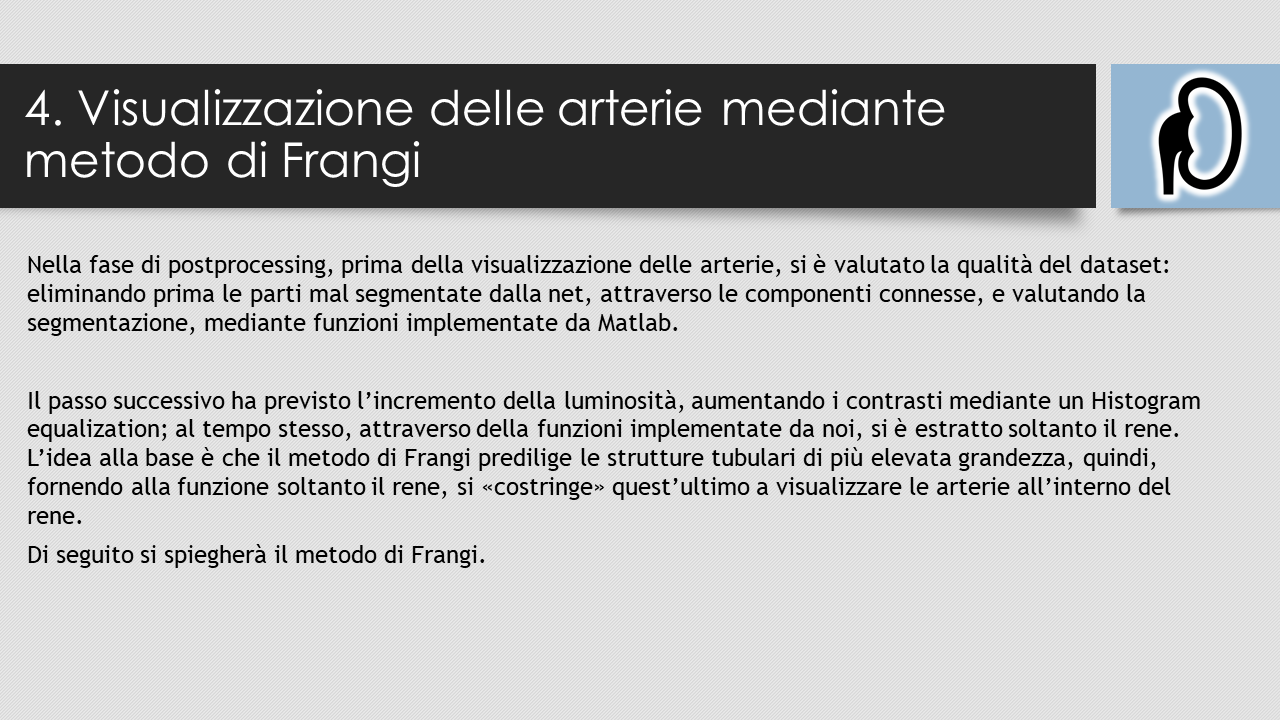 4. Visualizzazione delle arterie mediante
metodo di Frangi
Nella fase di postprocessing, prima della visualizzazione delle arterie, si è valutato la qualità del dataset:
eliminando prima le parti mal segmentate dalla net, attraverso le componenti connesse, e valutando la
segmentazione, mediante funzioni implementate da Matlab.
Il passo successivo ha previsto l’incremento della luminosità, aumentando i contrasti mediante un Histogram
equalization; al tempo stesso, attraverso della funzioni implementate da noi, si è estratto soltanto il rene.
L’idea alla base è che il metodo di Frangi predilige le strutture tubulari di più elevata grandezza, quindi,
fornendo alla funzione soltanto il rene, si «costringe» quest’ultimo a visualizzare le arterie all’interno del
rene.
Di seguito si spiegherà il metodo di Frangi.